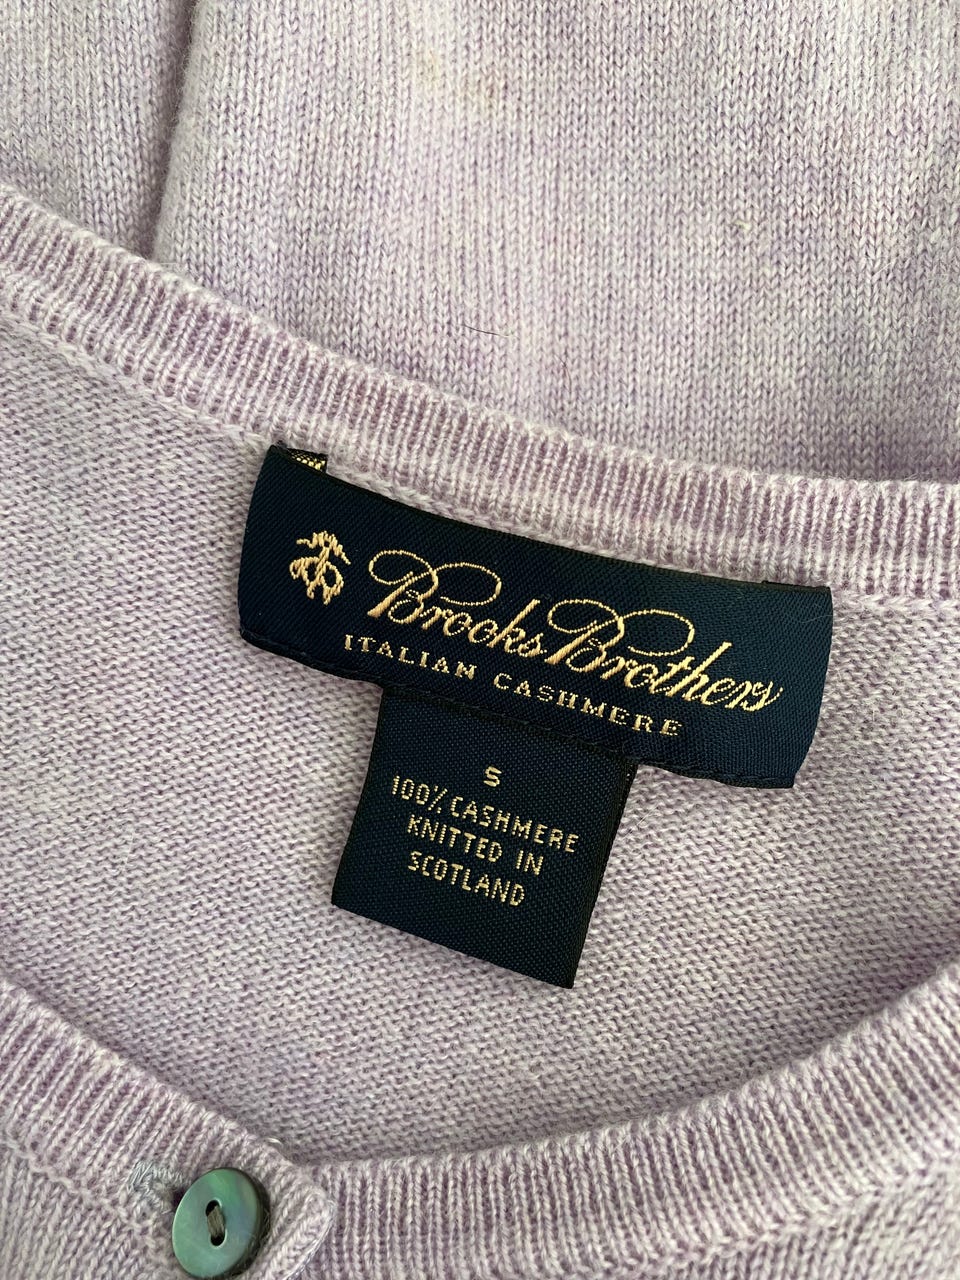 Brooks Brothers
ITALIAN CASHMERE
S
100% CASHMERE
KNITTED IN
SCOTLAND